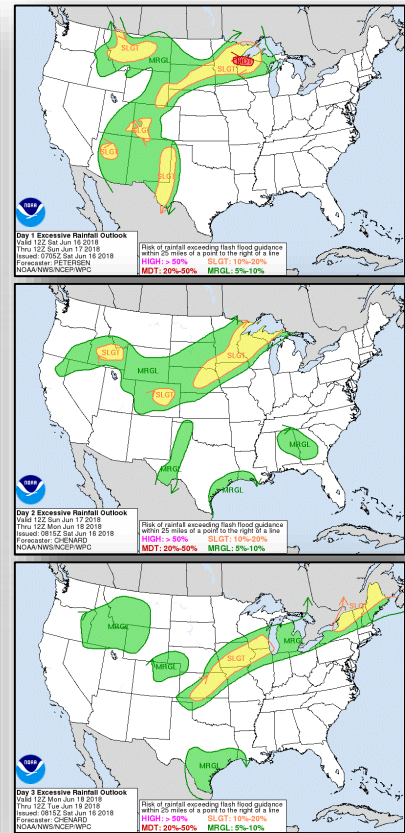 SLGT
MRGL
SLGT
MDT
SLGT
SLGT
SLGT
NOAA
Day 1 Excessive Rainfall Outlook
Valid 12Z Sat Jun 16 2018
Thru 12Z Sun Jun 17 2018
Issued: 0705Z Sat Jun 16 2018
Forecaster: PETERSEN
NOAA/NWS/NCEP/WPC
Risk of rainfall exceeding flash flood guidance
within 25 miles of a point to the right of a line
HIGH: > 50% SLGT: 10%-20%
MDT: 20%-50% MRGL: 5%-10%
SLGT
SLGT
MRGL
SLGT
MRGL
MRGL
MRGL
NOAA
Day 2 Excessive Rainfall Outlook
Valid 12Z Sun Jun 17 2018
Thru 12Z Mon Jun 18 2018
Issued: 0815Z Sat Jun 16 2018
Forecaster: CHENARD
NOAA/NWS/NCEP/WPC
Risk of rainfall exceeding flash flood guidance
within 25 miles of a point to the right of a line
HIGH: > 50% SLGT: 10%-20%
MDT: 20%-50% MRGL: 5%-10%
SLGT
MRGL
MRGL
SLGT
MRGL
MRGL
NOAA
Day 3 Excessive Rainfall Outlook
Valid 12Z Mon Jun 18 2018
Thru 12Z Tue Jun 19 2018
Issued: 0815Z Sat Jun 16 2018
Forecaster: CHENARD
NOAA/NWS/NCEP/WPC
Risk of rainfall exceeding flash flood guidance
within 25 miles of a point to the right of a line
HIGH: > 50% SLGT: 10%-20%
MDT: 20%-50% MRGL: 5%-10%